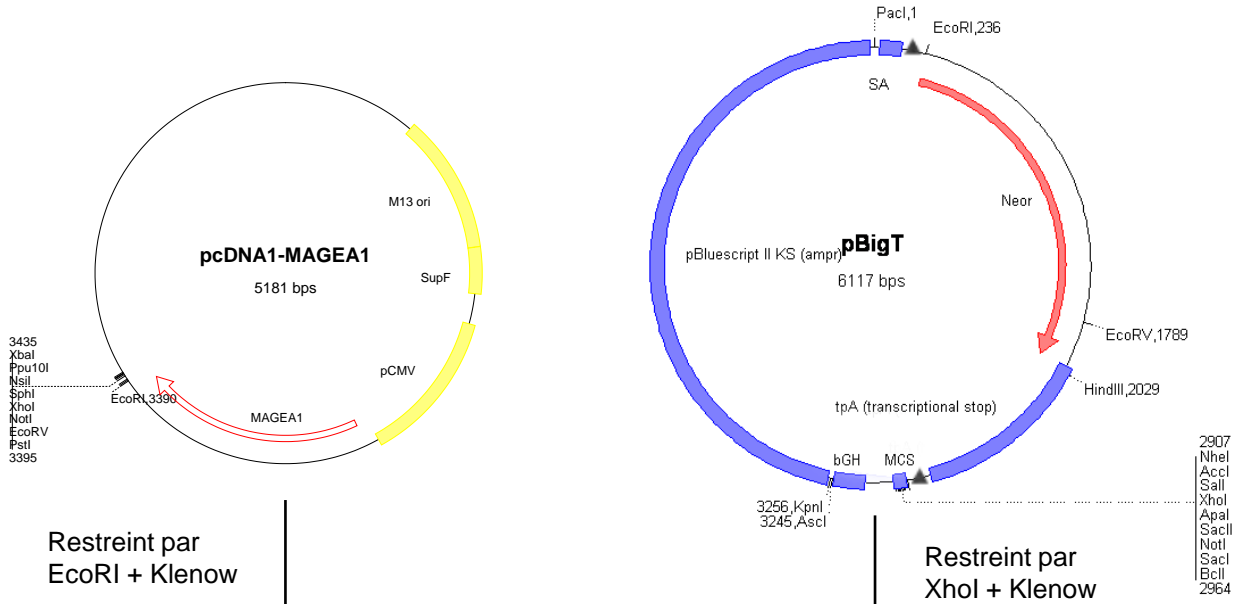 M13 ori
pcDNA1-MAGEA1
5181 bps
SupF
pCMV
3435
XbaI
Ppu10I
NsiI
SphI
XhoI
NotI
EcoRV
PstI
3395
EcoRI,3390
MAGEA1
Restreint par
EcoRI + Klenow
PacI,1
EcoRI,236
SA
Neor
pBluescript II KS (ampr)
pBigT
6117 bps
EcoRV,1789
HindIII,2029
tpA (transcriptional stop)
bGH
MCS
3256,KpnI
3245,AscI
2907
NheI
AccI
SalI
XhoI
ApaI
SacII
NotI
SacI
BclI
2964
Restreint par
XhoI + Klenow